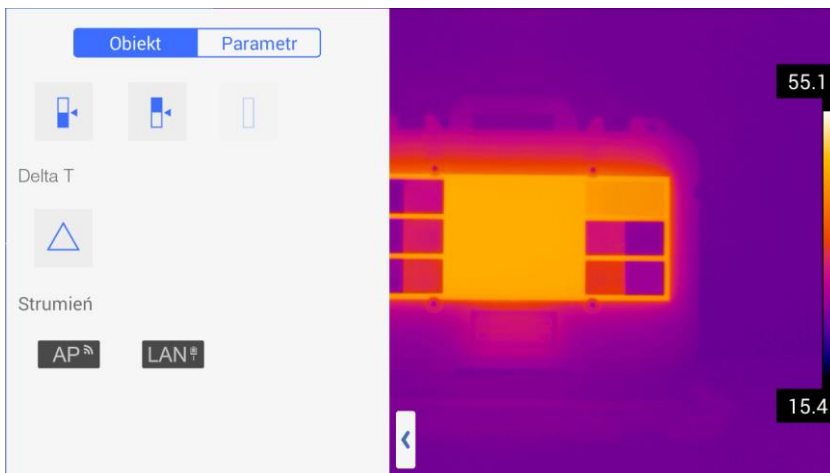 Obiekt Parametr
55.1
Delta T
Strumień
AP LAN
15.4